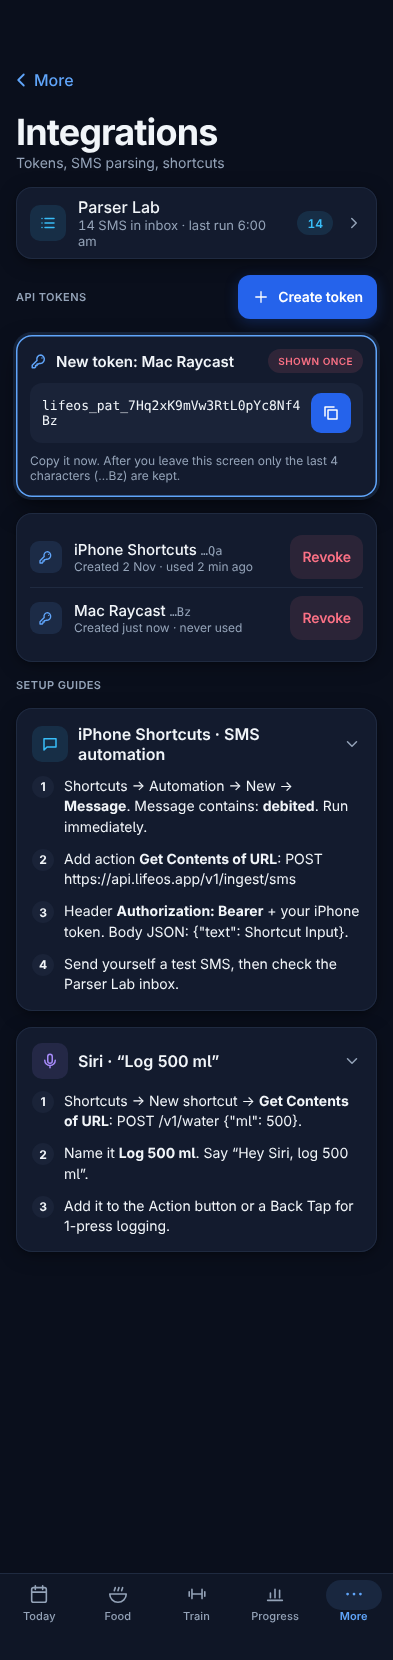 More
Integrations
Tokens, SMS parsing, shortcuts
Parser Lab
14 SMS in inbox · last run 6:00
am
14
API TOKENS
Create token
New token: Mac Raycast
SHOWN ONCE
lifeos_pat_7Hq2xK9mVw3RtL0pYc8Nf4
Bz
Copy it now. After you leave this screen only the last 4
characters (…Bz) are kept.
iPhone Shortcuts …Qa
Created 2 Nov · used 2 min ago
Revoke
Mac Raycast …Bz
Created just now · never used
Revoke
SETUP GUIDES
iPhone Shortcuts · SMS
automation
1 Shortcuts → Automation → New →
Message. Message contains: debited. Run
immediately.
2 Add action Get Contents of URL: POST
https://api.lifeos.app/v1/ingest/sms
3 Header Authorization: Bearer + your iPhone
token. Body JSON: {"text": Shortcut Input}.
4 Send yourself a test SMS, then check the
Parser Lab inbox.
Siri · “Log 500 ml”
1 Shortcuts → New shortcut → Get Contents
of URL: POST /v1/water {"ml": 500}.
2 Name it Log 500 ml. Say “Hey Siri, log 500
ml”.
3 Add it to the Action button or a Back Tap for
1-press logging.
Today
Food
Train
Progress
More